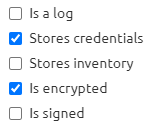 Is a log
Stores credentials
Stores inventory
Is encrypted
Is signed